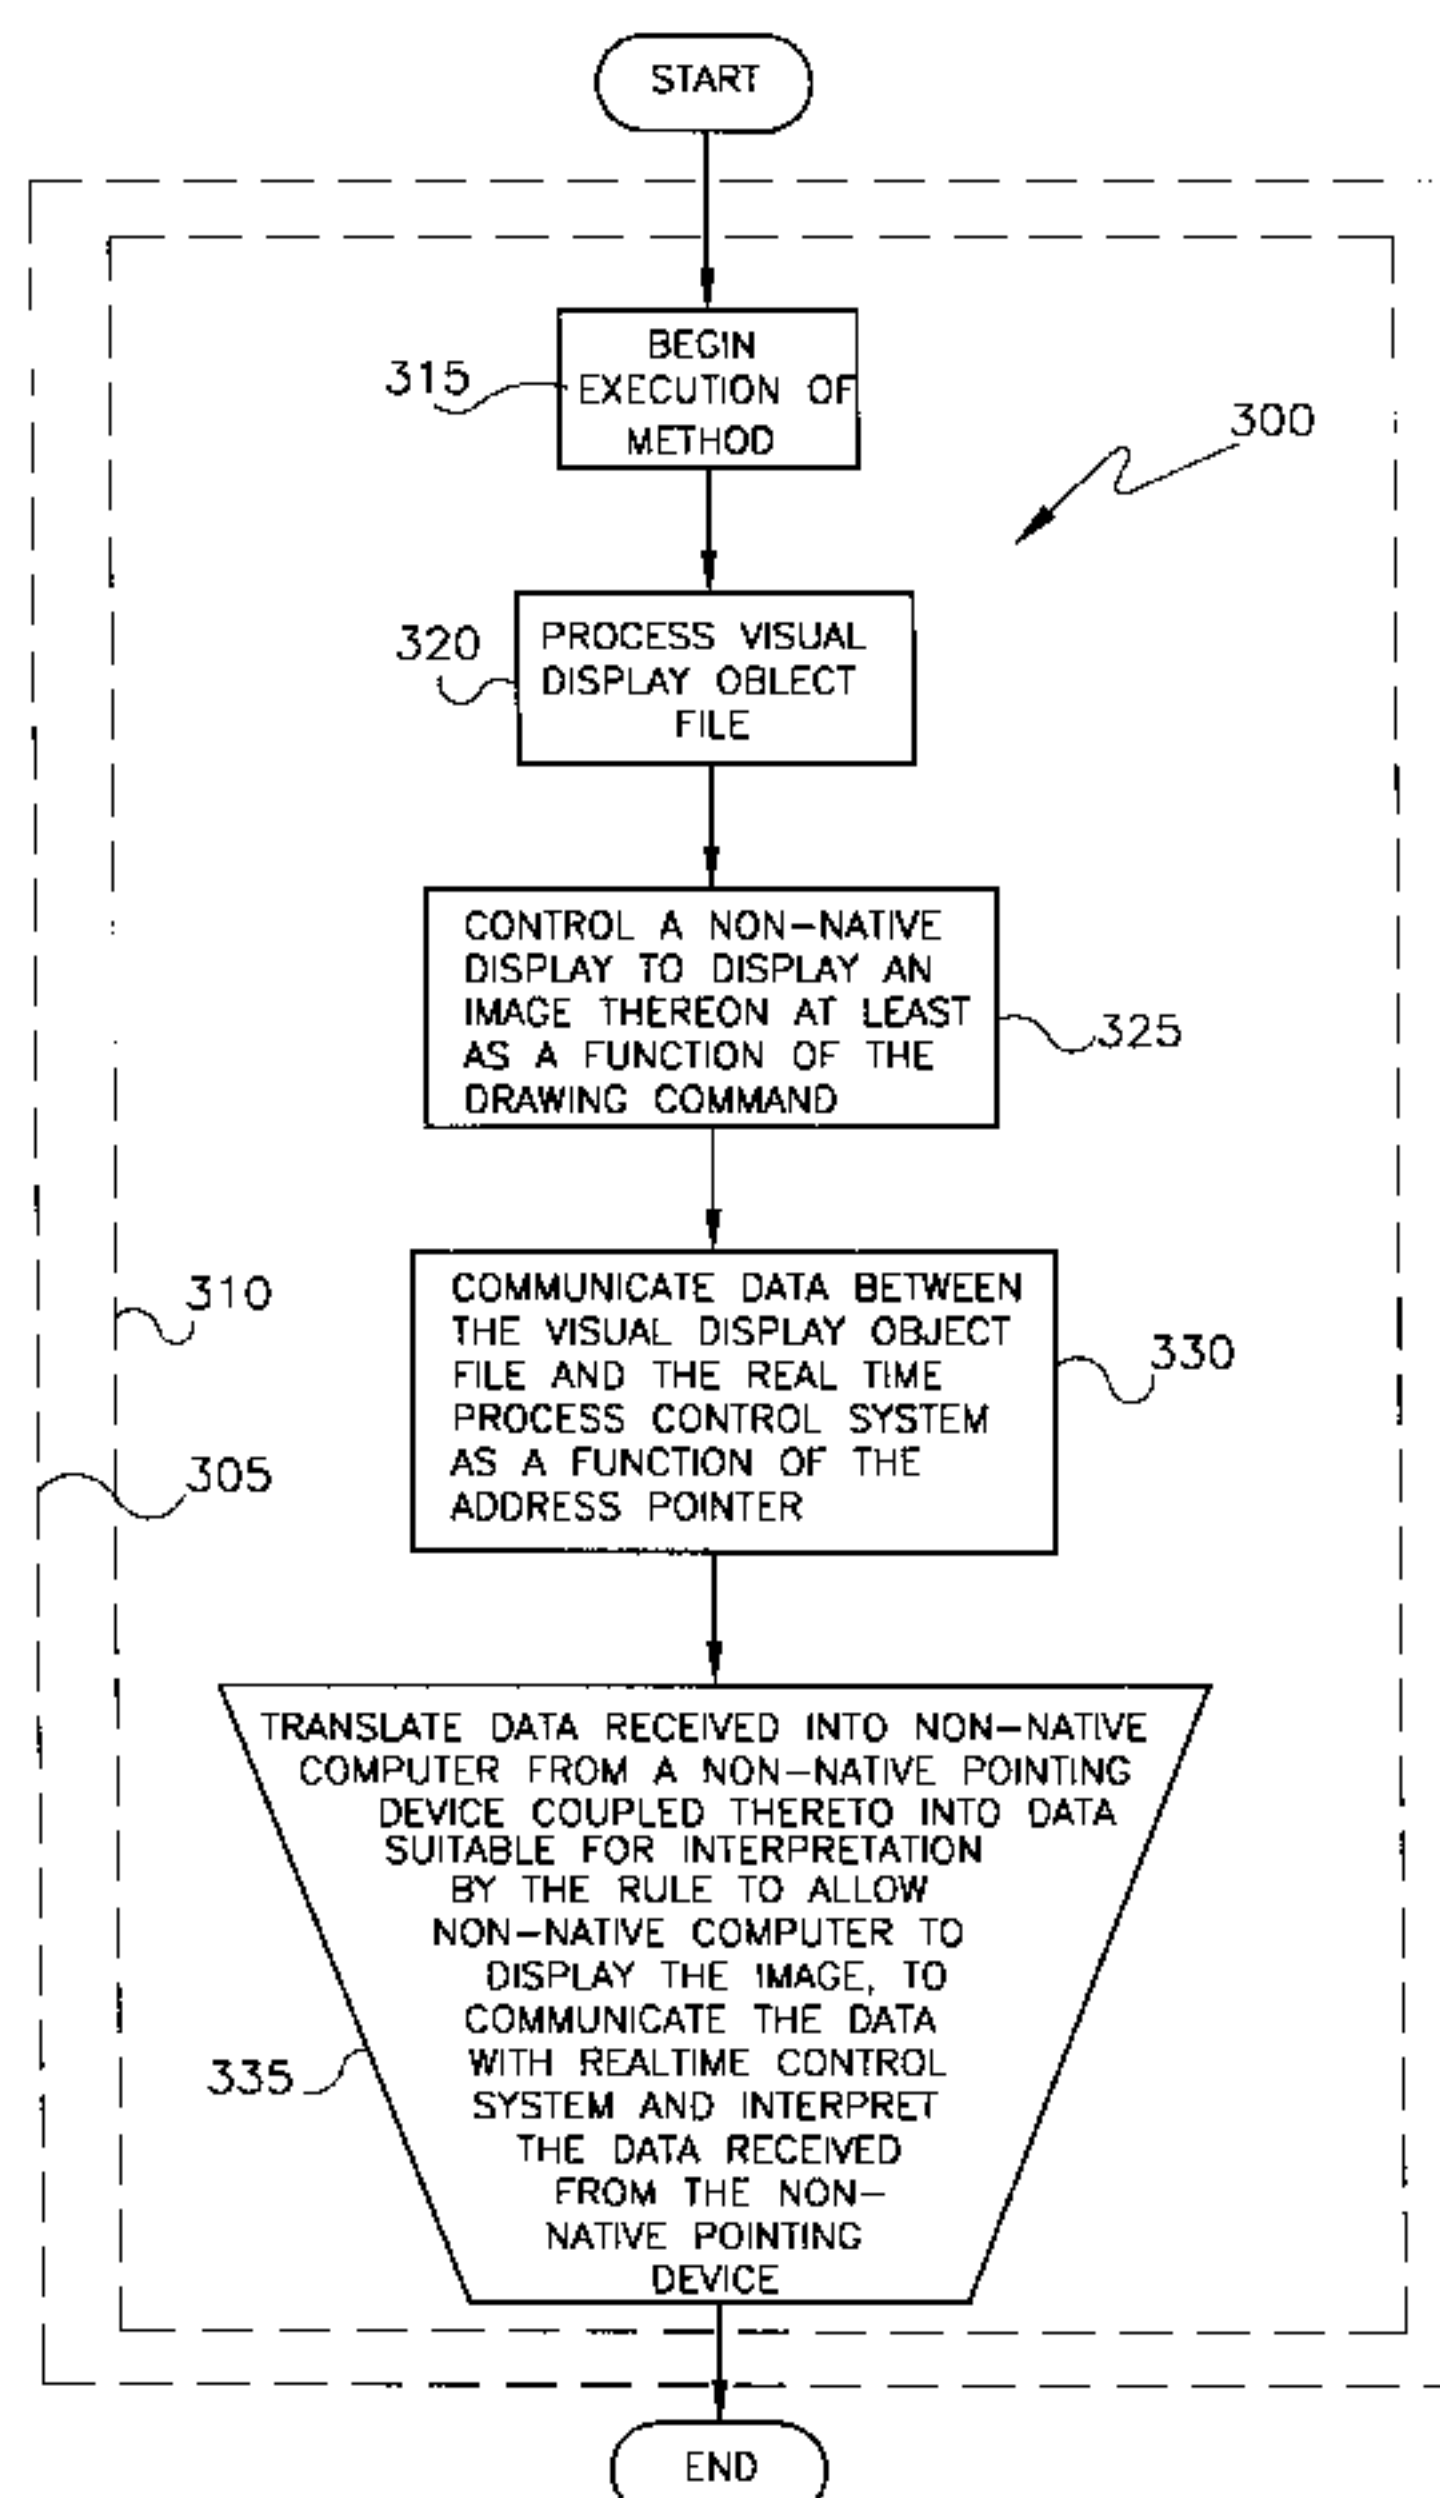 START
BEGIN
EXECUTION OF
METHOD
315
300
PROCESS VISUAL
DISPLAY OBLECT
FILE
320
CONTROL A NON-NATIVE
DISPLAY TO DISPLAY AN
IMAGE THEREON AT LEAST
AS A FUNCTION OF THE
DRAWING COMMAND
325
COMMUNICATE DATA BETWEEN
THE VISUAL DISPLAY OBJECT
FILE AND THE REAL TIME
PROCESS CONTROL SYSTEM
AS A FUNCTION OF THE
ADDRESS POINTER
310
330
305
TRANSLATE DATA RECEIVED INTO NON-NATIVE
COMPUTER FROM A NON-NATIVE POINTING
DEVICE COUPLED THERETO INTO DATA
SUITABLE FOR INTERPRETATION
BY THE RULE TO ALLOW
NON-NATIVE COMPUTER TO
DISPLAY THE IMAGE, TO
COMMUNICATE THE DATA
WITH REALTIME CONTROL
SYSTEM AND INTERPRET
THE DATA RECEIVED
FROM THE NON-
NATIVE POINTING
DEVICE
335
END